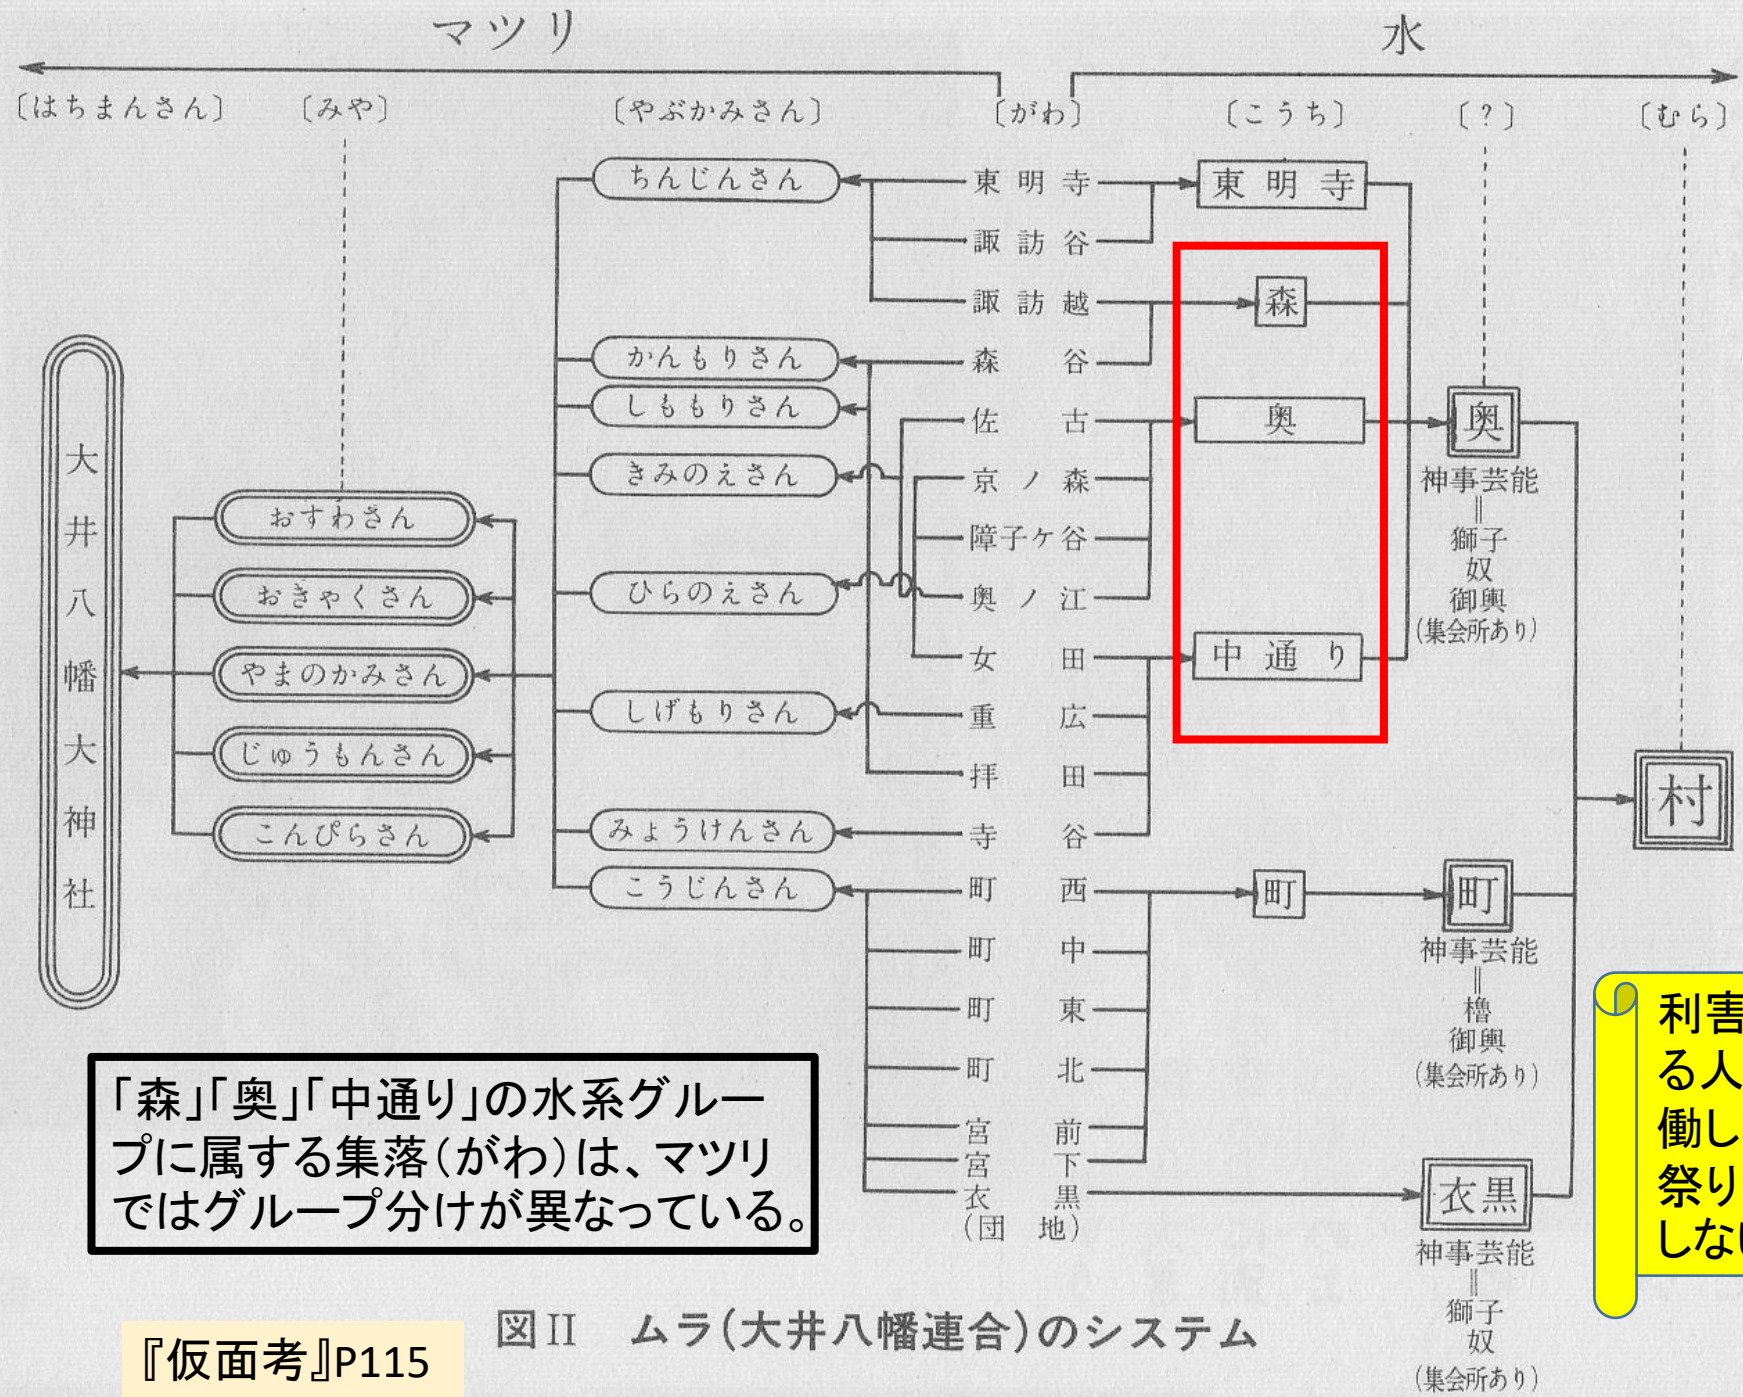 マツリ
水
〔はちまんさん〕
〔みや〕
〔やぶかみさん〕
〔がわ〕
〔こうち〕
〔?〕
〔むら〕
大井八幡大神社
おすわさん
おきゃくさん
やまのかみさん
じゅうもんさん
こんぴらさん
ちんじんさん
かんもりさん
しももりさん
きみのえさん
ひらのえさん
しげもりさん
みょうけんさん
こうじんさん
東明寺
諏訪谷
諏訪越
森谷
佐古
京ノ森
障子ケ谷
奥ノ江
女田
重広
拝田
寺谷
町西
町中
町東
町北
宮前
宮下
衣黒
(団地)
東明寺
森
奥
中通り
町
奥
神事芸能
‖
獅子
奴
御輿
(集会所あり)
町
神事芸能
‖
櫓
御輿
(集会所あり)
衣黒
神事芸能
‖
獅子
奴
(集会所あり)
村
「森」「奥」「中通り」の水系グルー
プに属する集落(がわ)は、マツリ
ではグループ分けが異なっている。
利害
る人
働し
祭り
しない
図II ムラ(大井八幡連合)のシステム
『仮面考』P115